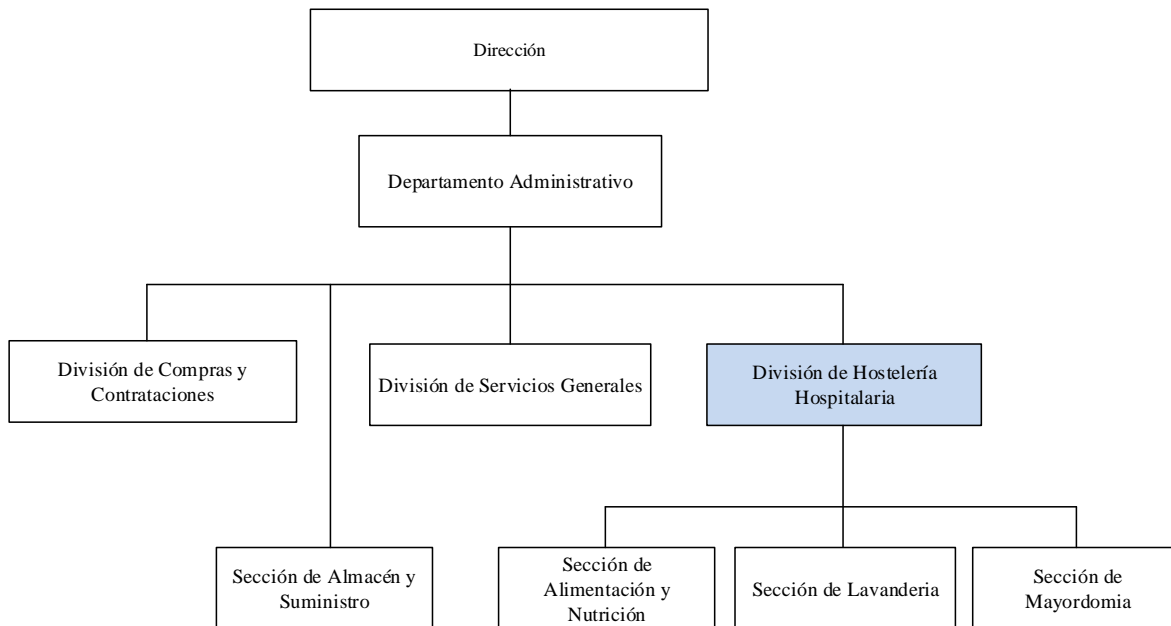 Dirección
Departamento Administrativo
División de Compras y
Contrataciones
División de Servicios Generales
División de Hostelería
Hospitalaria
Sección de Almacén y
Suministro
Sección de
Alimentación y
Nutrición
Sección de Lavanderia
Sección de
Mayordomia